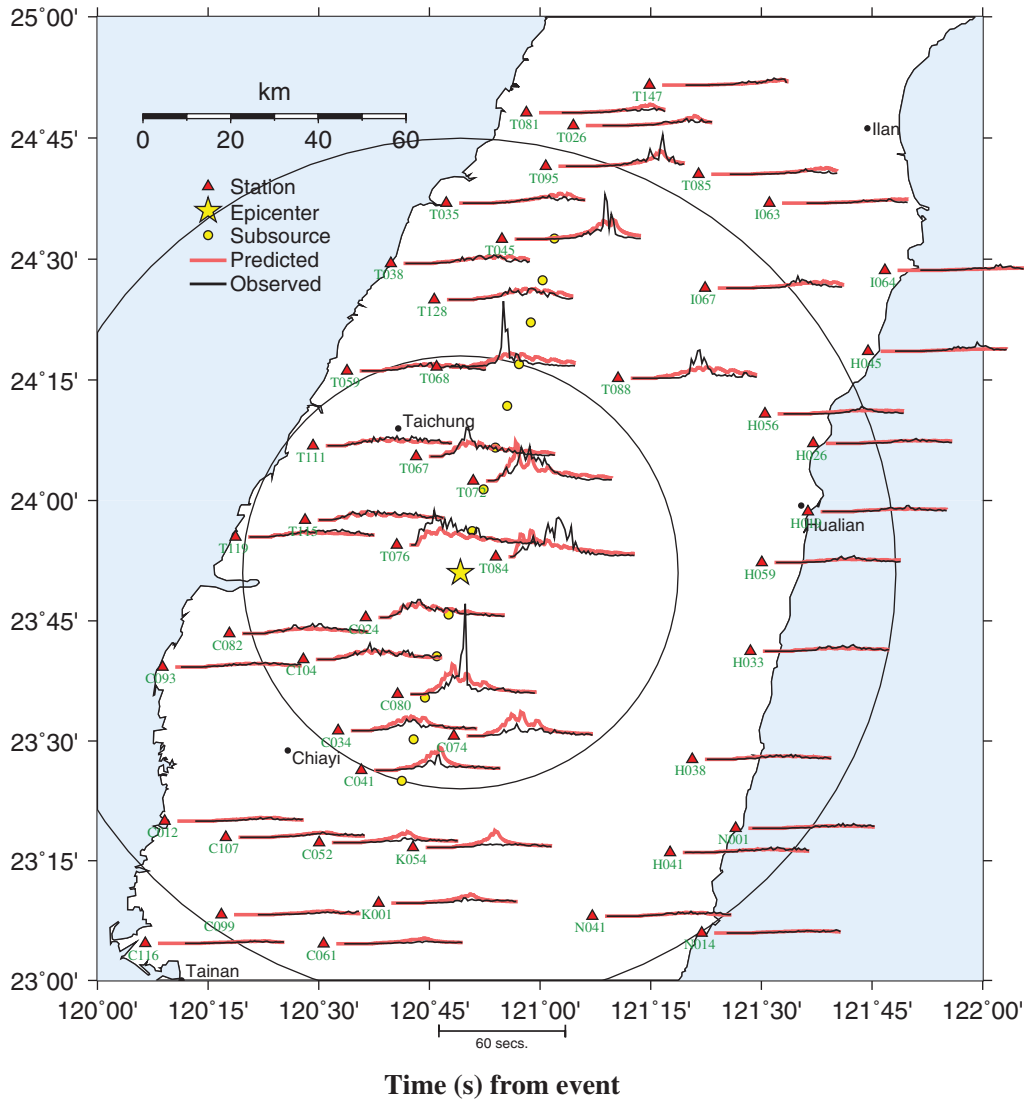 25°00'
km
0 20 40 60
T147
T081
T026
24°45'
Ilan
T095
T085
Station
Epicenter
Subsource
Predicted
Observed
T035
I063
T045
24°30'
T038
I064
I067
T128
H045
24°15'
T059
T068
T088
H056
Taichung
H026
T111
T067
T072
24°00'
T115
Hualian
T119
T076
T084
H059
23°45'
C024
C082
C104
C093
H033
C080
23°30'
C034
C074
Chiayi
C041
H038
C012
C107
C052
K054
N001
23°15'
H041
K001
C099
N041
N014
C116
C061
Tainan
23°00'
120°00' 120°15' 120°30' 120°45' 121°00' 121°15' 121°30' 121°45' 122°00'
60 secs.
Time (s) from event